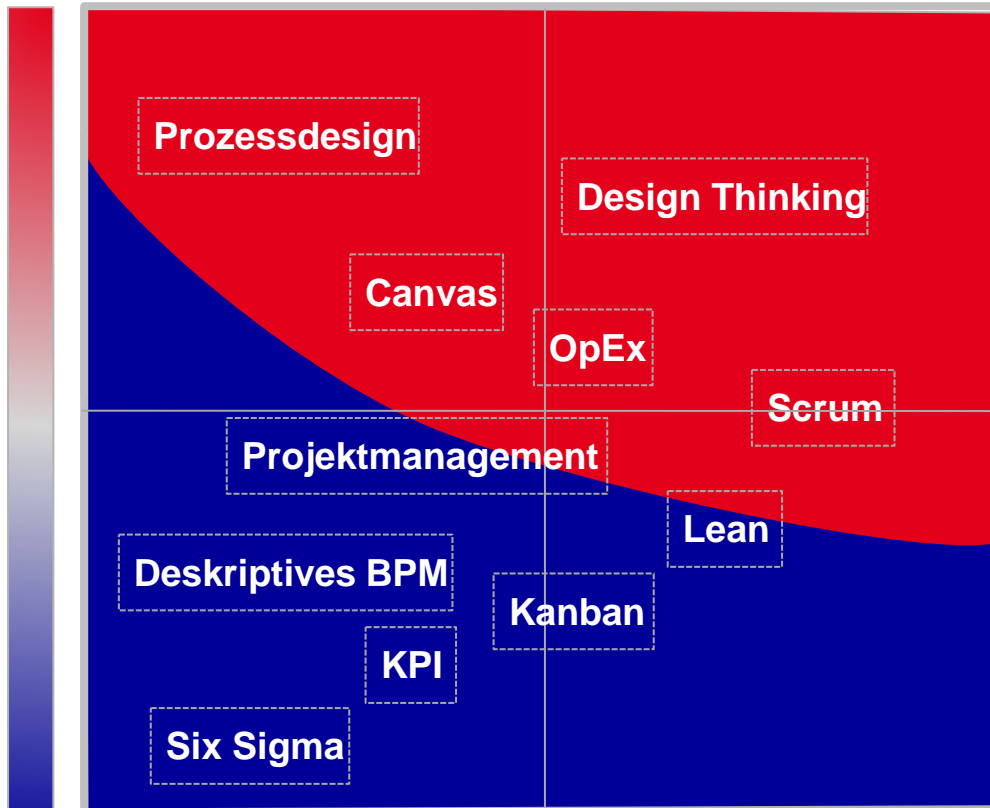 Prozessdesign
Design Thinking
Canvas
OpEx
Scrum
Projektmanagement
Lean
Deskriptives BPM
Kanban
KPI
Six Sigma